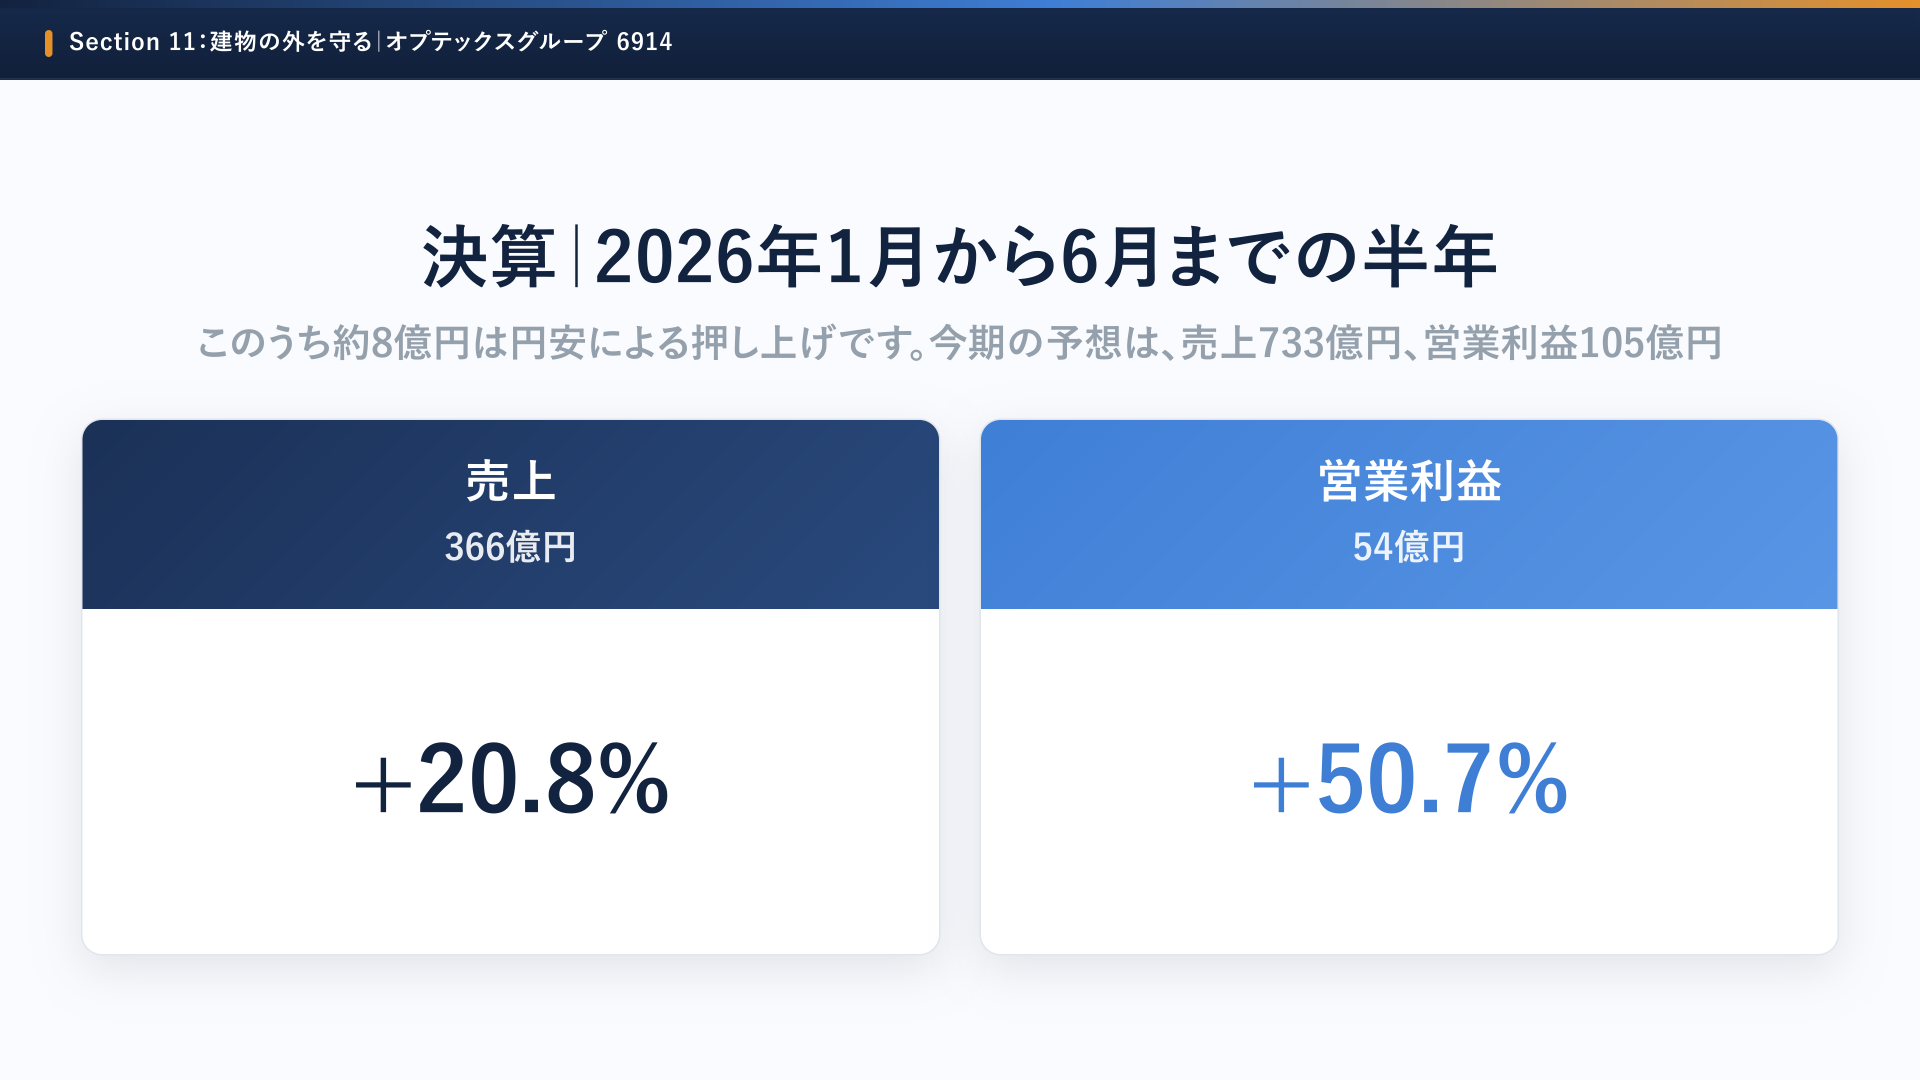 Section 11：建物の外を守る｜オプテックスグループ 6914
決算｜2026年1月から6月までの半年
このうち約8億円は円安による押し上げです。今期の予想は、売上733億円、営業利益105億円
売上
366億円
＋20.8%
営業利益
54億円
＋50.7%